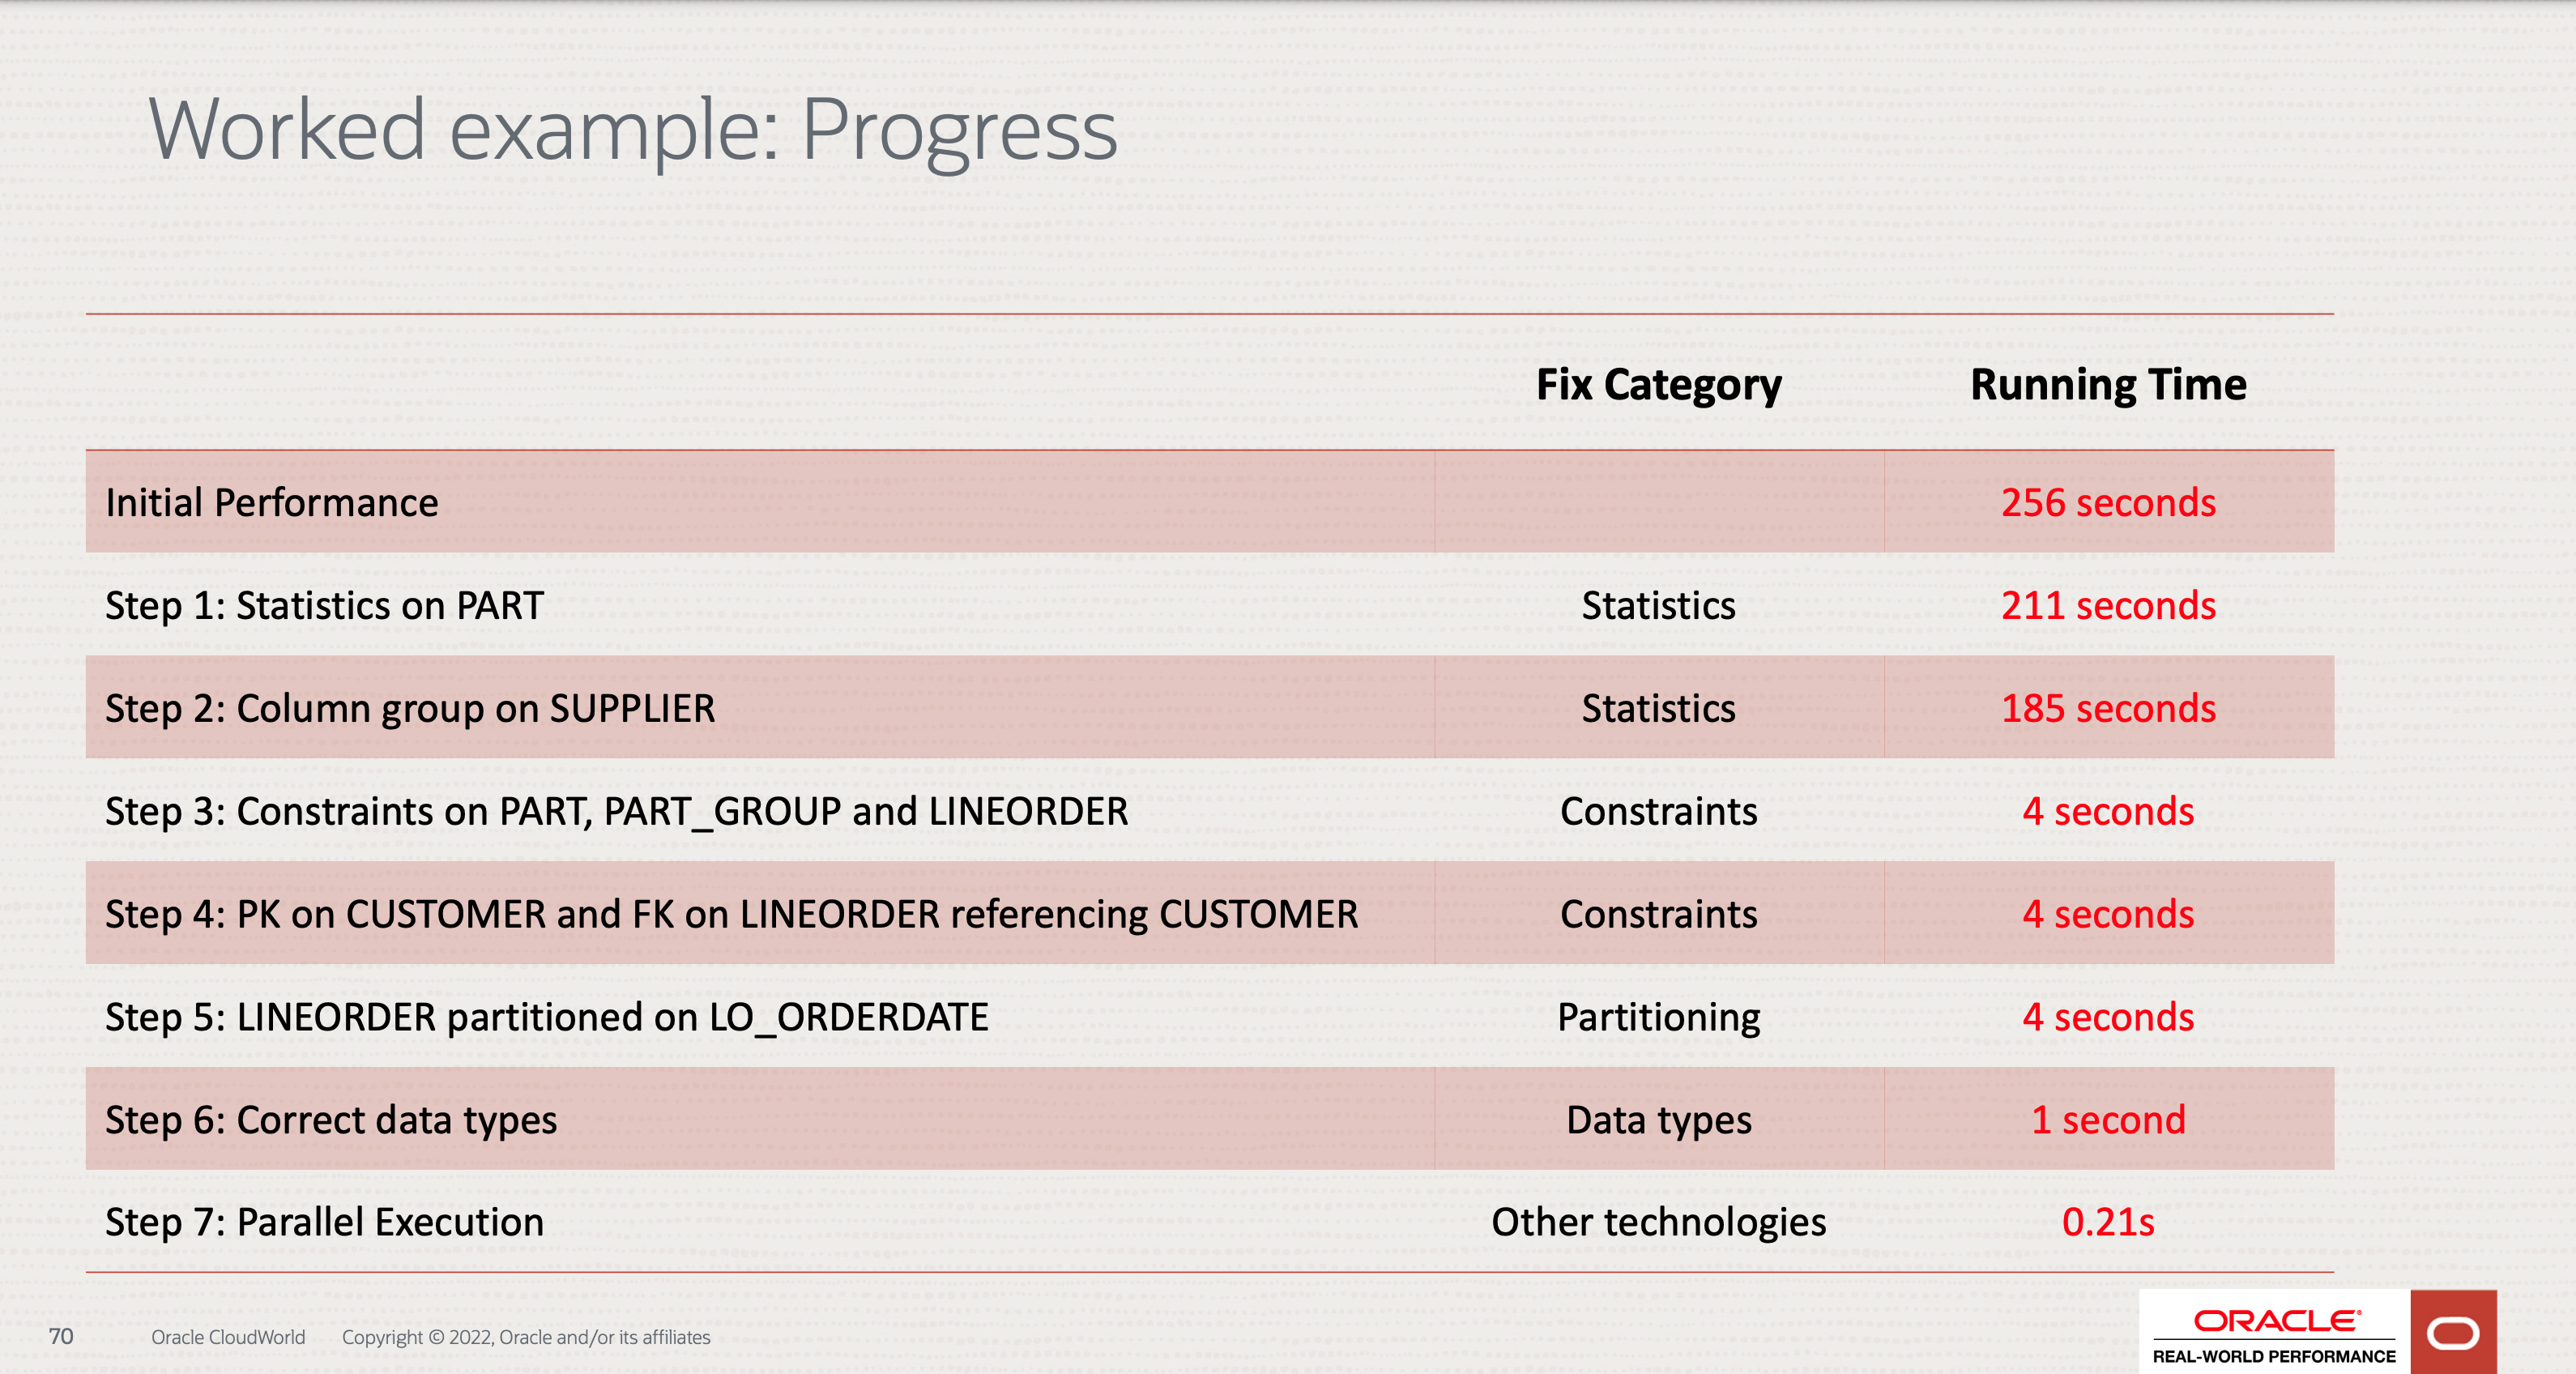 Worked example: Progress
Fix Category Running Time
Initial Performance 256 seconds
Step 1: Statistics on PART Statistics 211 seconds
Step 2: Column group on SUPPLIER Statistics 185 seconds
Step 3: Constraints on PART, PART_GROUP and LINEORDER Constraints 4 seconds
Step 4: PK on CUSTOMER and FK on LINEORDER referencing CUSTOMER Constraints 4 seconds
Step 5: LINEORDER partitioned on LO_ORDERDATE Partitioning 4 seconds
Step 6: Correct data types Data types 1 second
Step 7: Parallel Execution Other technologies 0.21s
70 Oracle CloudWorld Copyright © 2022, Oracle and/or its affiliates
ORACLE®
REAL-WORLD PERFORMANCE